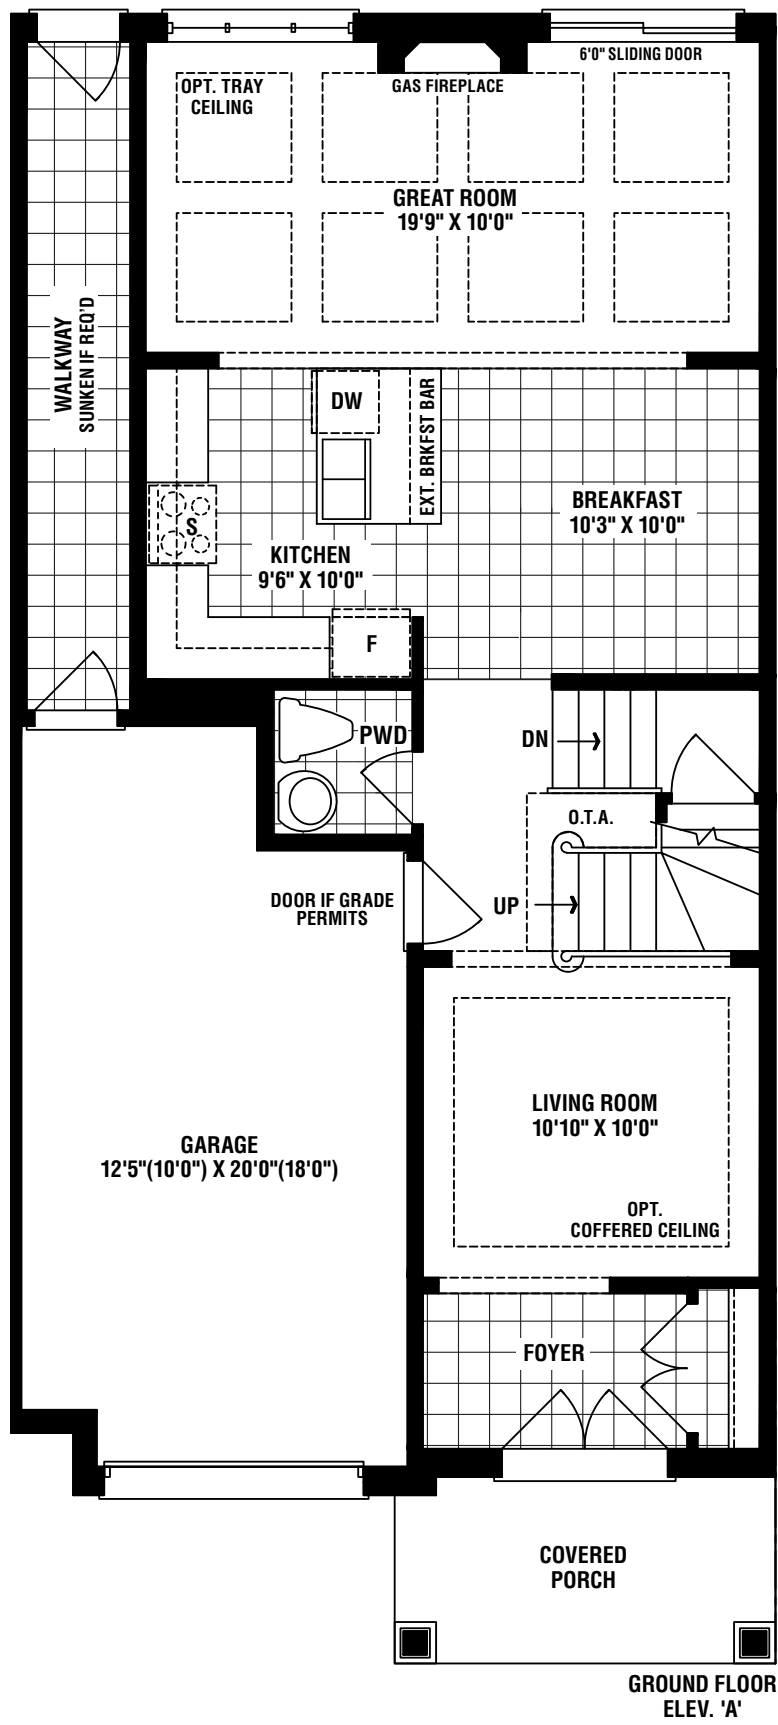 6'0" SLIDING DOOR
OPT. TRAY
CEILING
GAS FIREPLACE
GREAT ROOM
19'9" X 10'0"
WALKWAY
SUNKEN IF REQ'D
DW
EXT. BRKFST BAR
S
BREAKFAST
10'3" X 10'0"
KITCHEN
9'6" X 10'0"
F
PWD
DN
O.T.A.
UP
DOOR IF GRADE
PERMITS
LIVING ROOM
10'10" X 10'0"
GARAGE
12'5"(10'0") X 20'0"(18'0")
OPT.
COFFERED CEILING
FOYER
COVERED
PORCH
GROUND FLOOR
ELEV. 'A'